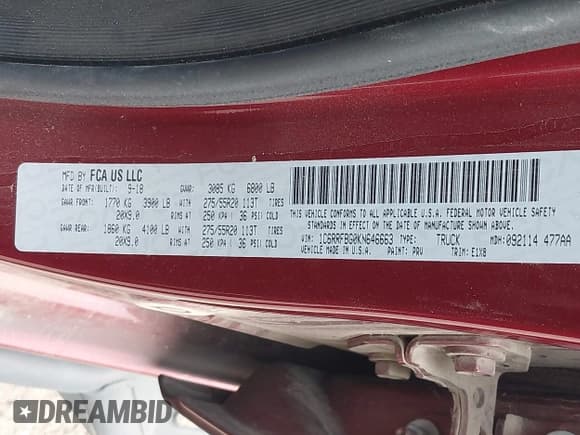 MFD BY FCA US LLC
DATE OF MFR(BUILT): 9-18 GVWR: 3085 KG 6800 LB
GAWR FRONT: 1770 KG 3900 LB 275/55R20 113T TIRES
20X9.0 RIMS AT 250 KPA/ 36 PSI COLD
GAWR REAR: 1860 KG 4100 LB 275/55R20 113T TIRES
20X9.0 RIMS AT 250 KPA/ 36 PSI COLD
THIS VEHICLE CONFORMS TO ALL APPLICABLE U.S.A. FEDERAL MOTOR VEHICLE SAFETY
STANDARDS IN EFFECT ON THE DATE OF MANUFACTURE SHOWN ABOVE.
VIN: 1C6RRFBG0KN646663 TYPE: TRUCK MDH: 092114 477AA
VEHICLE MADE IN U.S.A. PAINT: PRV TRIM: E1X8
DREAMBID